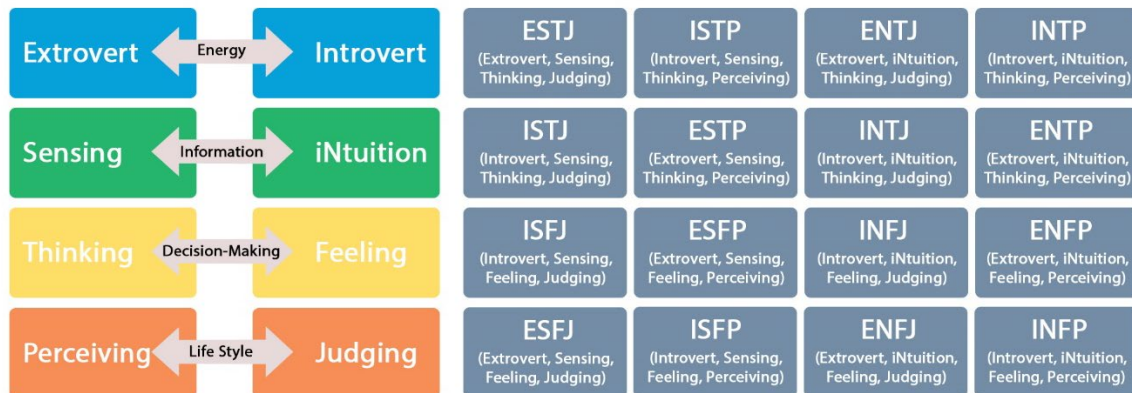 Extrovert
Energy
Introvert
Sensing
Information
iNtuition
Thinking
Decision-Making
Feeling
Perceiving
Life Style
Judging
ESTJ
(Extrovert, Sensing,
Thinking, Judging)
ISTP
(Introvert, Sensing,
Thinking, Perceiving)
ENTJ
(Extrovert, iNtuition,
Thinking, Judging)
INTP
(Introvert, iNtuition,
Thinking, Perceiving)
ISTJ
(Introvert, Sensing,
Thinking, Judging)
ESTP
(Extrovert, Sensing,
Thinking, Perceiving)
INTJ
(Introvert, iNtuition,
Thinking, Judging)
ENTP
(Extrovert, iNtuition,
Thinking, Perceiving)
ISFJ
(Introvert, Sensing,
Feeling, Judging)
ESFP
(Extrovert, Sensing,
Feeling, Perceiving)
INFJ
(Introvert, iNtuition,
Feeling, Judging)
ENFP
(Extrovert, iNtuition,
Feeling, Perceiving)
ESFJ
(Extrovert, Sensing,
Feeling, Judging)
ISFP
(Introvert, Sensing,
Feeling, Perceiving)
ENFJ
(Extrovert, iNtuition,
Feeling, Judging)
INFP
(Introvert, iNtuition,
Feeling, Perceiving)